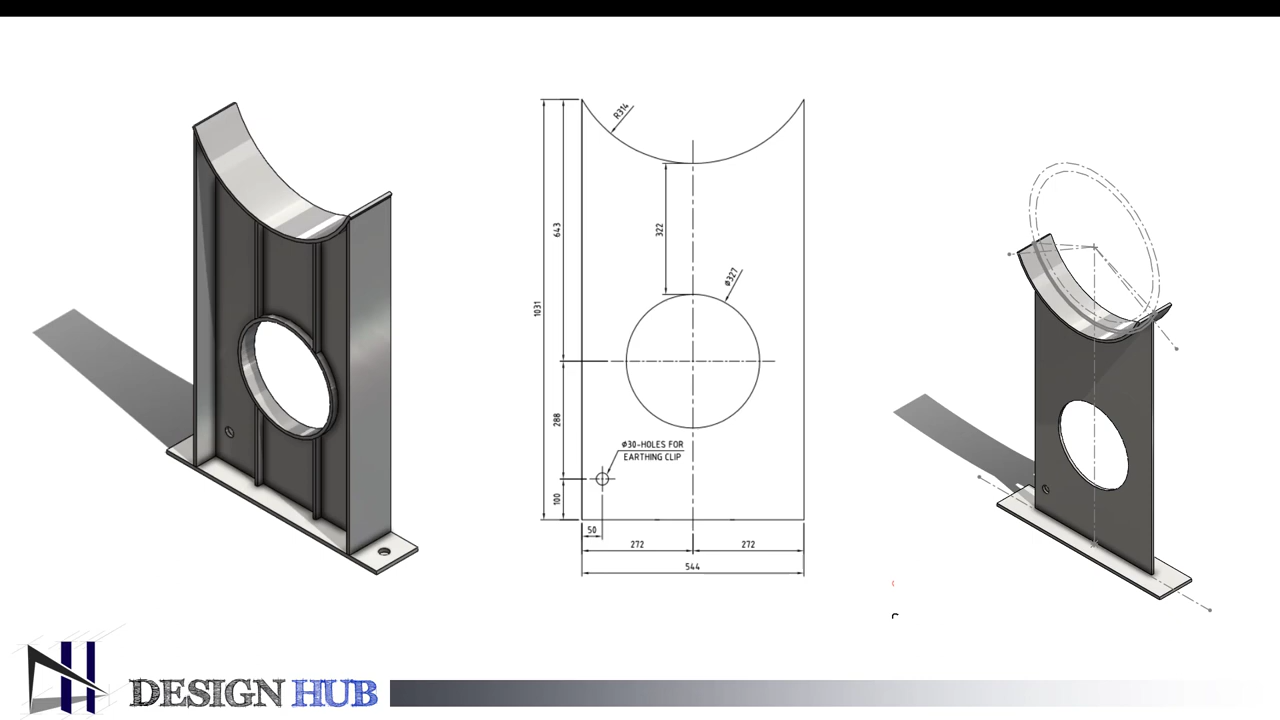 R314
643
322
1031
Ø327
288
Ø30-HOLES FOR
EARTHING CLIP
100
50
272
272
544
DESIGN HUB